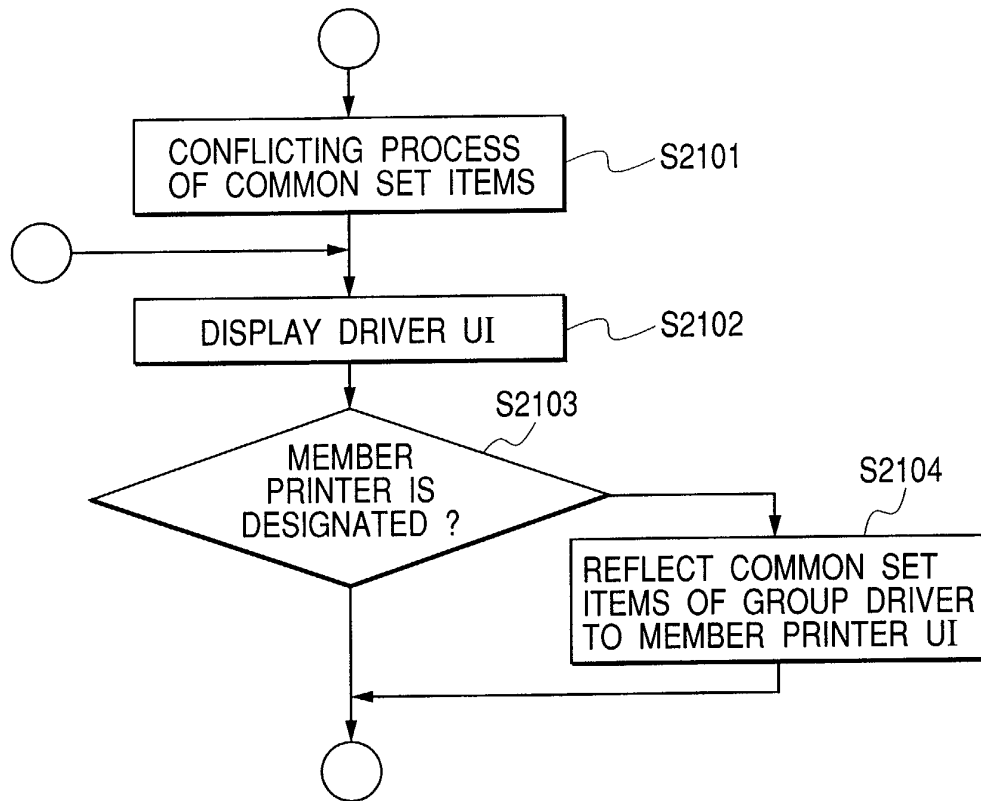 CONFLICTING PROCESS
OF COMMON SET ITEMS
S2101
DISPLAY DRIVER UI
S2102
S2103
MEMBER
PRINTER IS
DESIGNATED ?
S2104
REFLECT COMMON SET
ITEMS OF GROUP DRIVER
TO MEMBER PRINTER UI